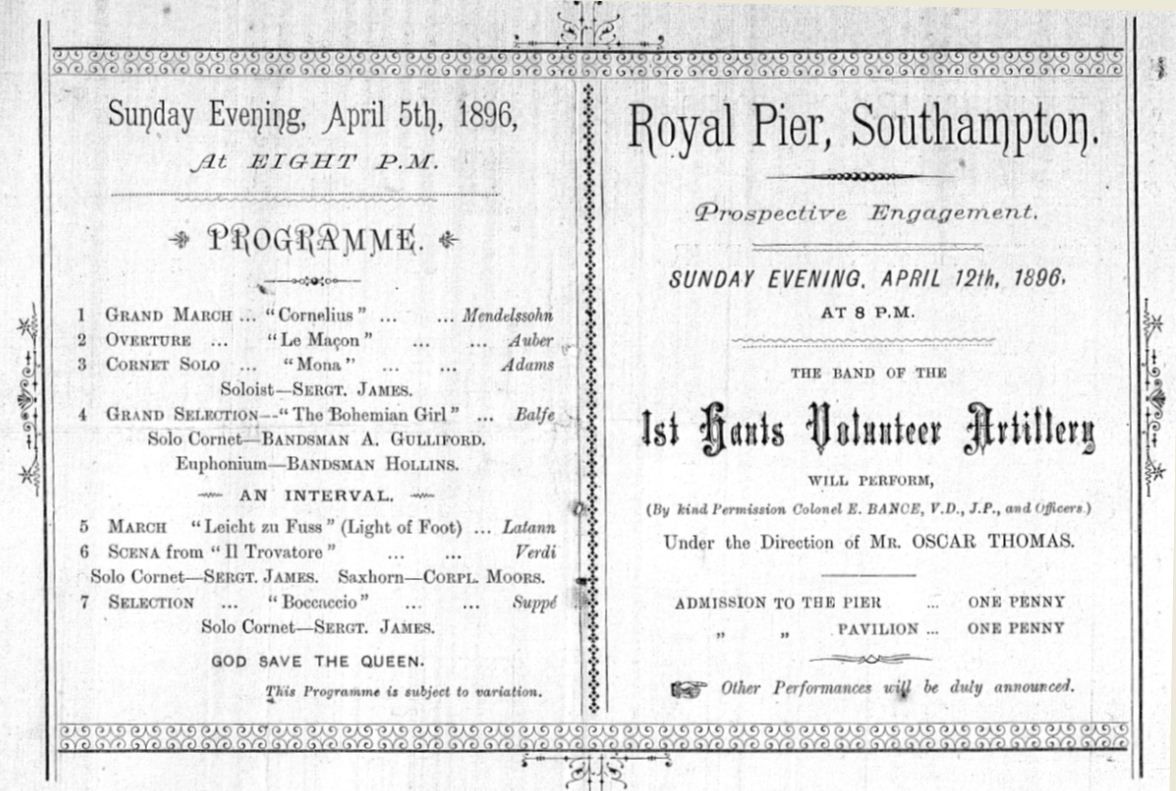 Sunday Evening, April 5th, 1896,
At EIGHT P.M.
PROGRAMME.
1 GRAND MARCH ... "Cornelius" ... ... Mendelssohn
2 OVERTURE ... "Le Maçon" ... ... Auber
3 CORNET SOLO ... "Mona" ... ... Adams
Soloist—SERGT. JAMES.
4 GRAND SELECTION—"The Bohemian Girl" ... Balfe
Solo Cornet—BANDSMAN A. GULLIFORD.
Euphonium—BANDSMAN HOLLINS.
AN INTERVAL.
5 MARCH "Leicht zu Fuss" (Light of Foot) ... Latann
6 SCENA from "Il Trovatore" ... ... Verdi
Solo Cornet—SERGT. JAMES. Saxhorn—CORPL. MOORS.
7 SELECTION ... "Boccaccio" ... ... Suppé
Solo Cornet—SERGT. JAMES.
GOD SAVE THE QUEEN.
This Programme is subject to variation.
Royal Pier, Southampton.
Prospective Engagement.
SUNDAY EVENING, APRIL 12th, 1896,
AT 8 P.M.
THE BAND OF THE
1st Hants Volunteer Artillery
WILL PERFORM,
(By kind Permission Colonel E. BANCE, V.D., J.P., and Officers.)
Under the Direction of MR. OSCAR THOMAS.
ADMISSION TO THE PIER ... ONE PENNY
„ „ PAVILION ... ONE PENNY
☞ Other Performances will be duly announced.